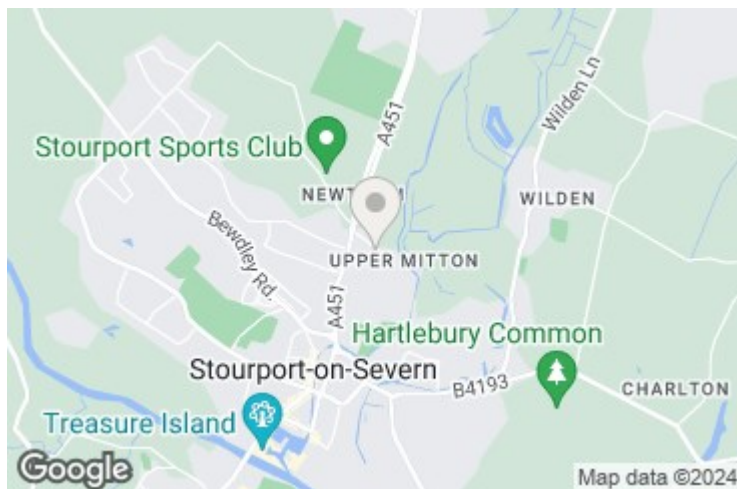 A451
Wilden Ln
Stourport Sports Club
WILDEN
Bewdley Rd.
UPPER MITTON
A451
Hartlebury Common
Stourport-on-Severn
B4193
CHARLTON
Treasure Island
Google
Map data ©2024